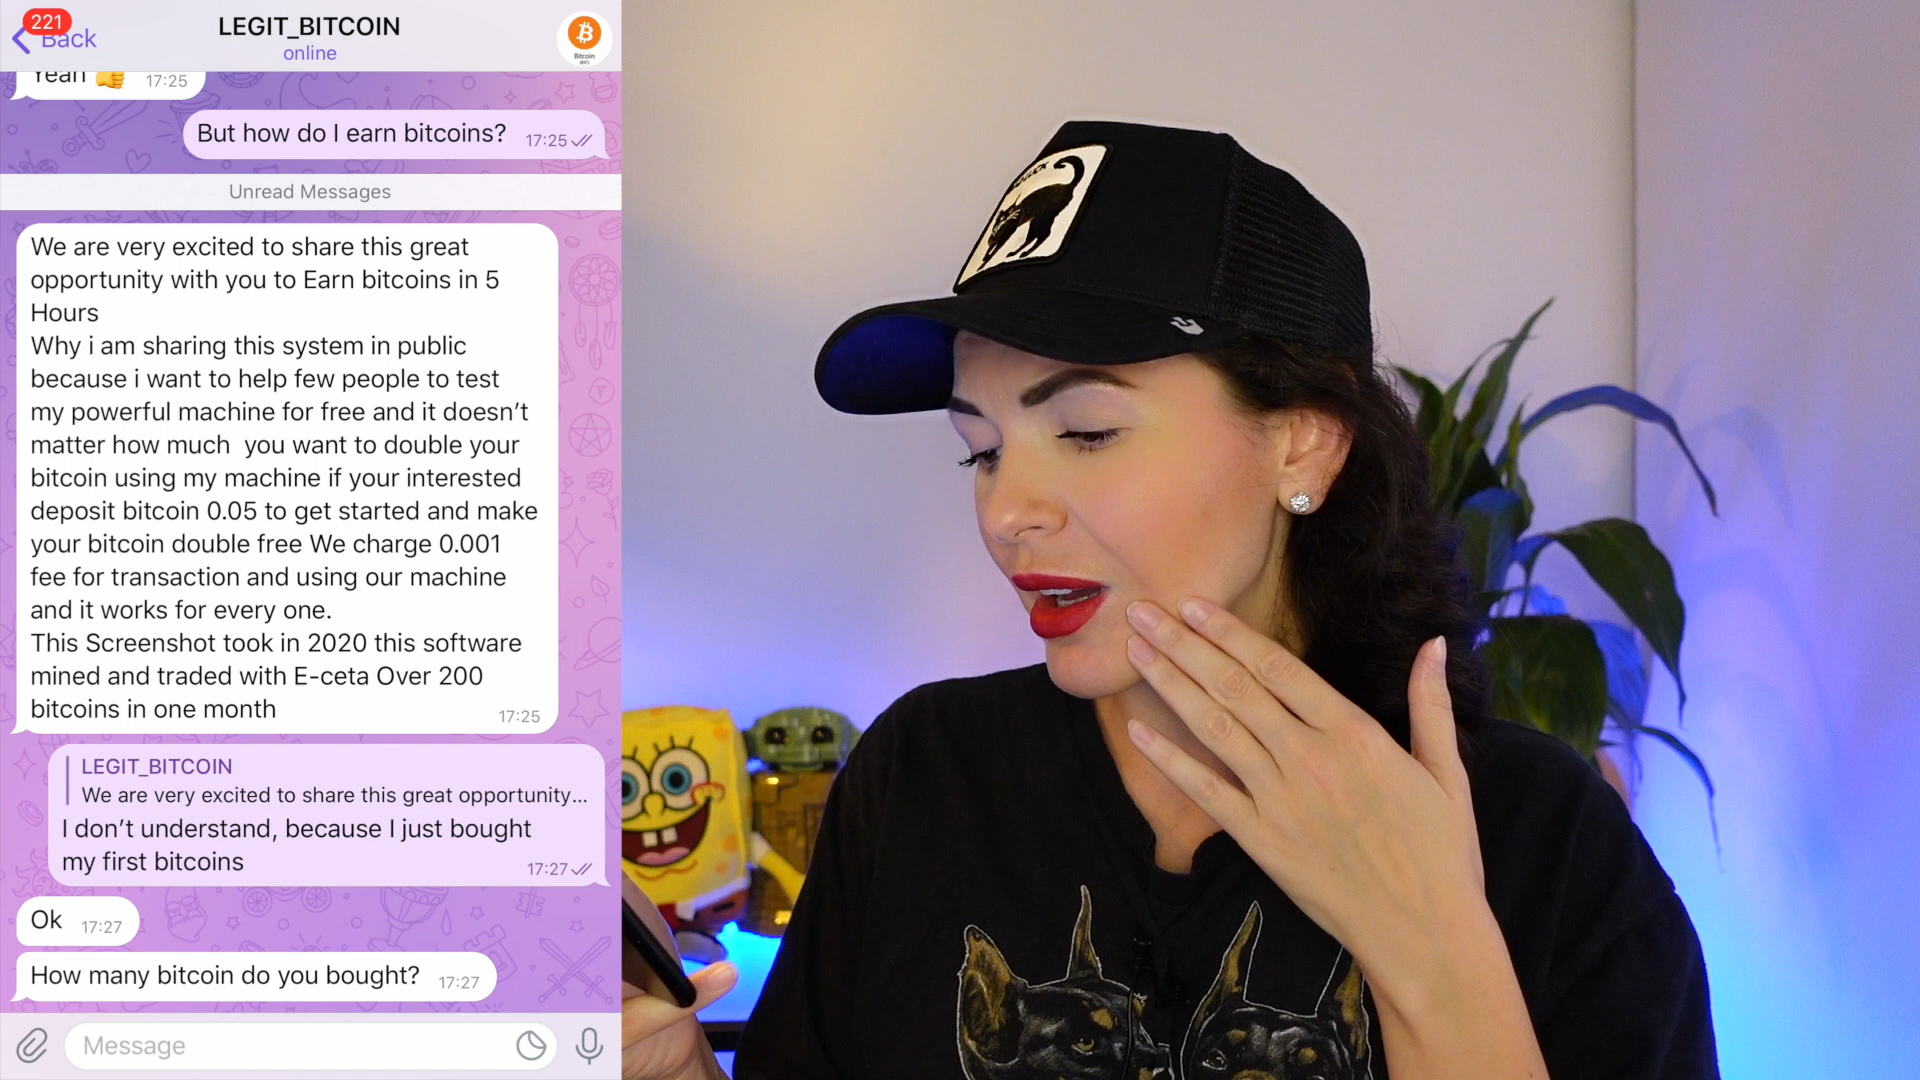 221
Back
LEGIT_BITCOIN
online
Bitcoin
Yeah 👍 17:25
But how do I earn bitcoins? 17:25
Unread Messages
We are very excited to share this great
opportunity with you to Earn bitcoins in 5
Hours
Why i am sharing this system in public
because i want to help few people to test
my powerful machine for free and it doesn’t
matter how much  you want to double your
bitcoin using my machine if your interested
deposit bitcoin 0.05 to get started and make
your bitcoin double free We charge 0.001
fee for transaction and using our machine
and it works for every one.
This Screenshot took in 2020 this software
mined and traded with E-ceta Over 200
bitcoins in one month 17:25
LEGIT_BITCOIN
We are very excited to share this great opportunity...
I don’t understand, because I just bought
my first bitcoins 17:27
Ok 17:27
How many bitcoin do you bought? 17:27
Message